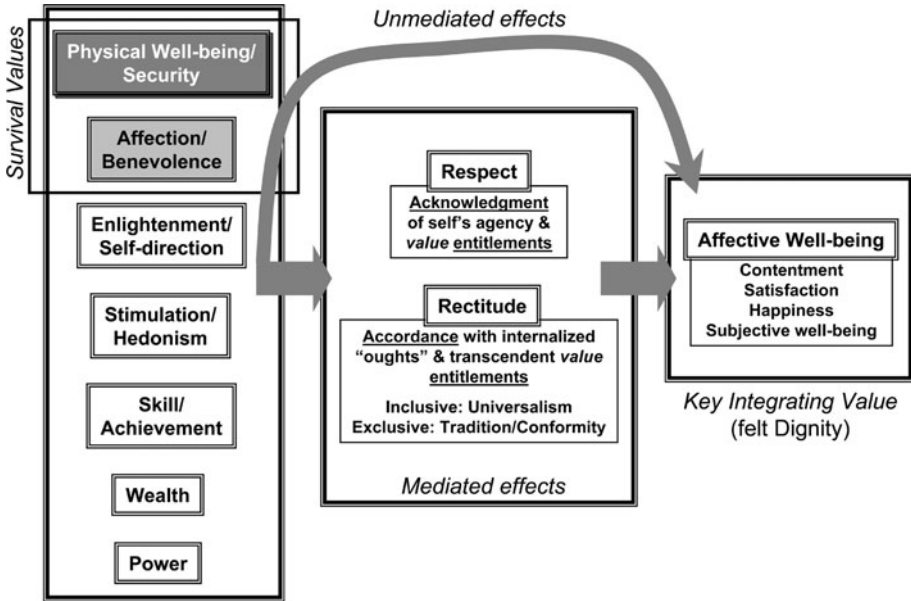 Unmediated effects
Survival Values
Physical Well-being/
Security
Affection/
Benevolence
Enlightenment/
Self-direction
Stimulation/
Hedonism
Skill/
Achievement
Wealth
Power
Respect
Acknowledgment
of self's agency &
value entitlements
Rectitude
Accordance with internalized
“oughts” & transcendent value
entitlements
Inclusive: Universalism
Exclusive: Tradition/Conformity
Mediated effects
Affective Well-being
Contentment
Satisfaction
Happiness
Subjective well-being
Key Integrating Value
(felt Dignity)